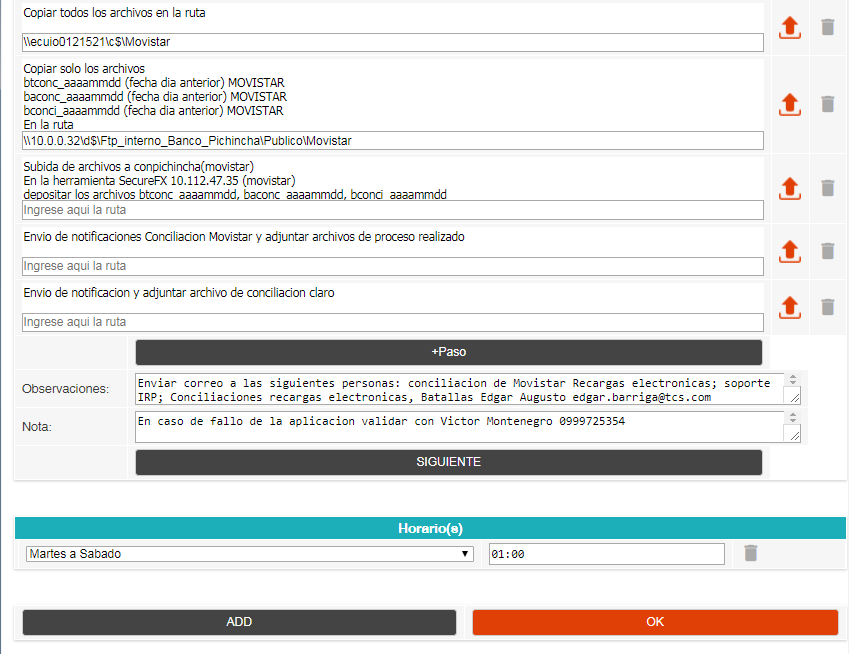 Copiar todos los archivos en la ruta
\\ecuio0121521\c$\Movistar
Copiar solo los archivos
btconc_aaaammdd (fecha dia anterior) MOVISTAR
baconc_aaaammdd (fecha dia anterior) MOVISTAR
bconci_aaaammdd (fecha dia anterior) MOVISTAR
En la ruta
\\10.0.0.32\d$\Ftp_interno_Banco_Pichincha\Publico\Movistar
Subida de archivos a conpichincha(movistar)
En la herramienta SecureFX 10.112.47.35 (movistar)
depositar los archivos btconc_aaaammdd, baconc_aaaammdd, bconci_aaaammdd
Ingrese aqui la ruta
Envio de notificaciones Conciliacion Movistar y adjuntar archivos de proceso realizado
Ingrese aqui la ruta
Envio de notificacion y adjuntar archivo de conciliacion claro
Ingrese aqui la ruta
+Paso
Observaciones:
Enviar correo a las siguientes personas: conciliacion de Movistar Recargas electronicas; soporte
IRP; Conciliaciones recargas electronicas, Batallas Edgar Augusto edgar.barriga@tcs.com
Nota:
En caso de fallo de la aplicacion validar con Victor Montenegro 0999725354
SIGUIENTE
Horario(s)
Martes a Sabado
01:00
ADD
OK